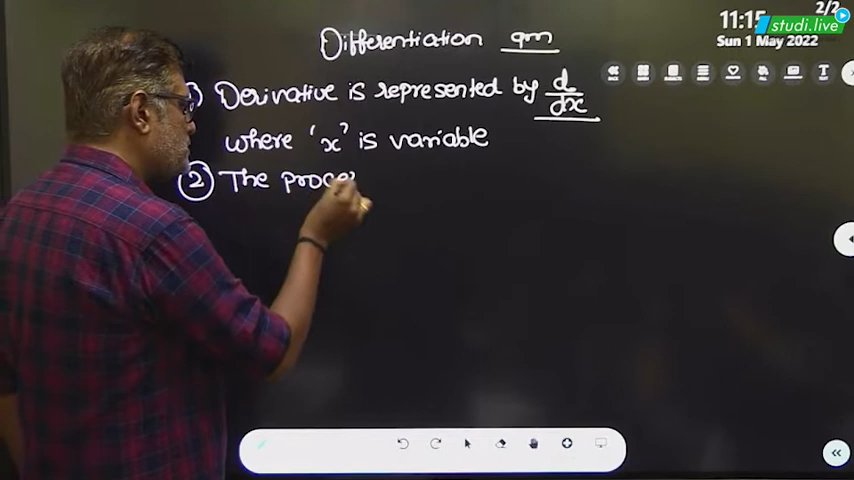 2/2
11:15
studi.live
Sun 1 May 2022
Differentiation
① Derivative is represented by d/dx
where 'x' is variable
② The proce
T